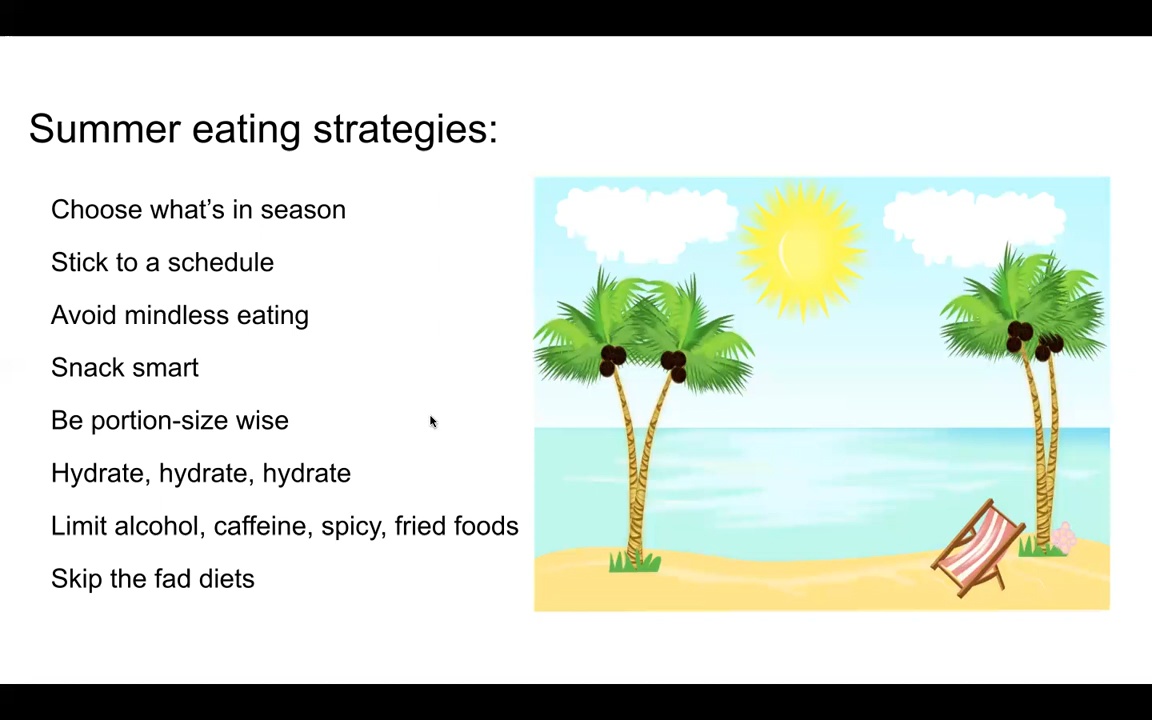 Summer eating strategies:
Choose what’s in season
Stick to a schedule
Avoid mindless eating
Snack smart
Be portion-size wise
Hydrate, hydrate, hydrate
Limit alcohol, caffeine, spicy, fried foods
Skip the fad diets